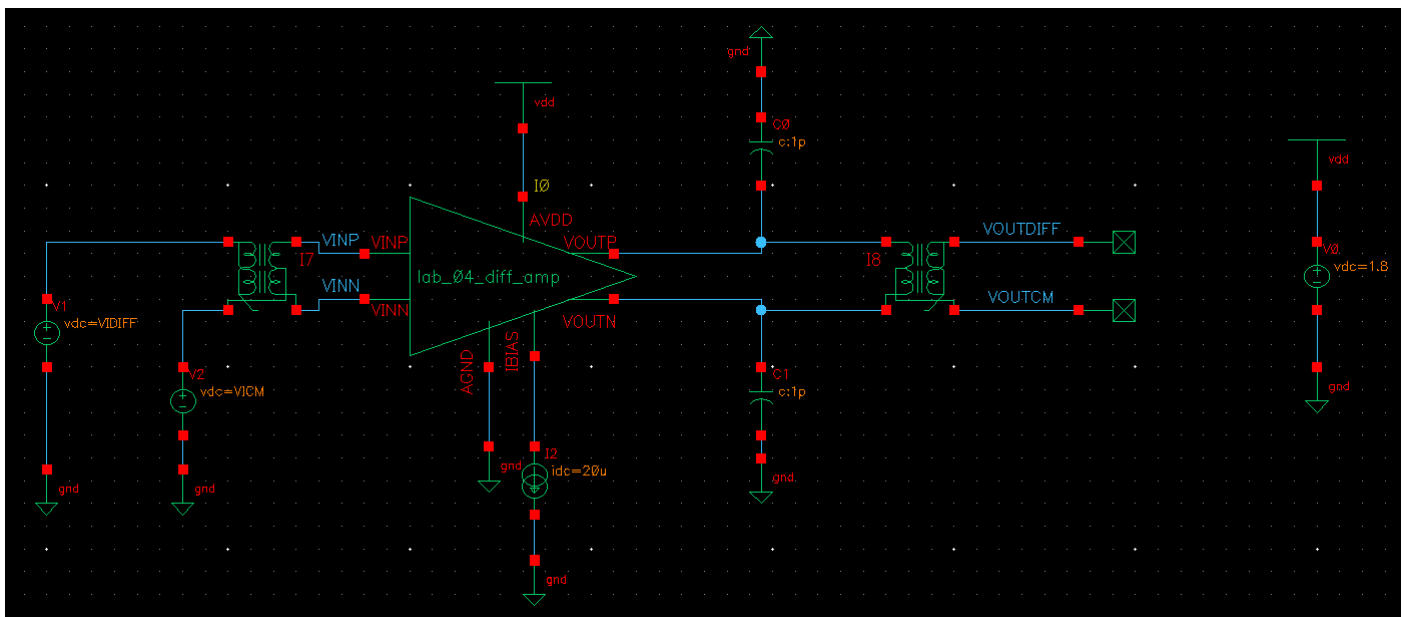 gnd
vdd
C0
c:1p
vdd
I0
AVDD
VINP
VINP
VOUTP
VOUTDIFF
I7
I8
V0
vdc=1.8
lab_04_diff_amp
VINN
VINN
VOUTCM
V1
vdc=VIDIFF
VOUTN
IBIAS
AGND
V2
vdc=VICM
C1
c:1p
gnd
I2
gnd
idc=20u
gnd
gnd
gnd
gnd